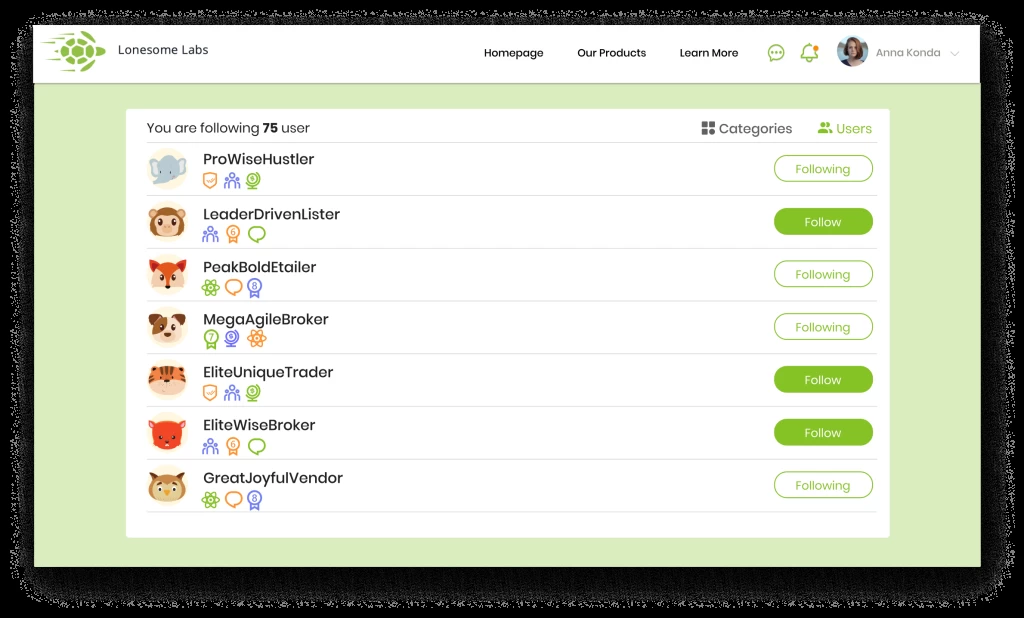 Lonesome Labs
Homepage Our Products Learn More Anna Konda
You are following 75 user Categories Users
ProWiseHustler Following
$
LeaderDrivenLister Follow
6
PeakBoldEtailer Following
8
MegaAgileBroker Following
7 $
EliteUniqueTrader Follow
$
EliteWiseBroker Follow
6
GreatJoyfulVendor Following
8